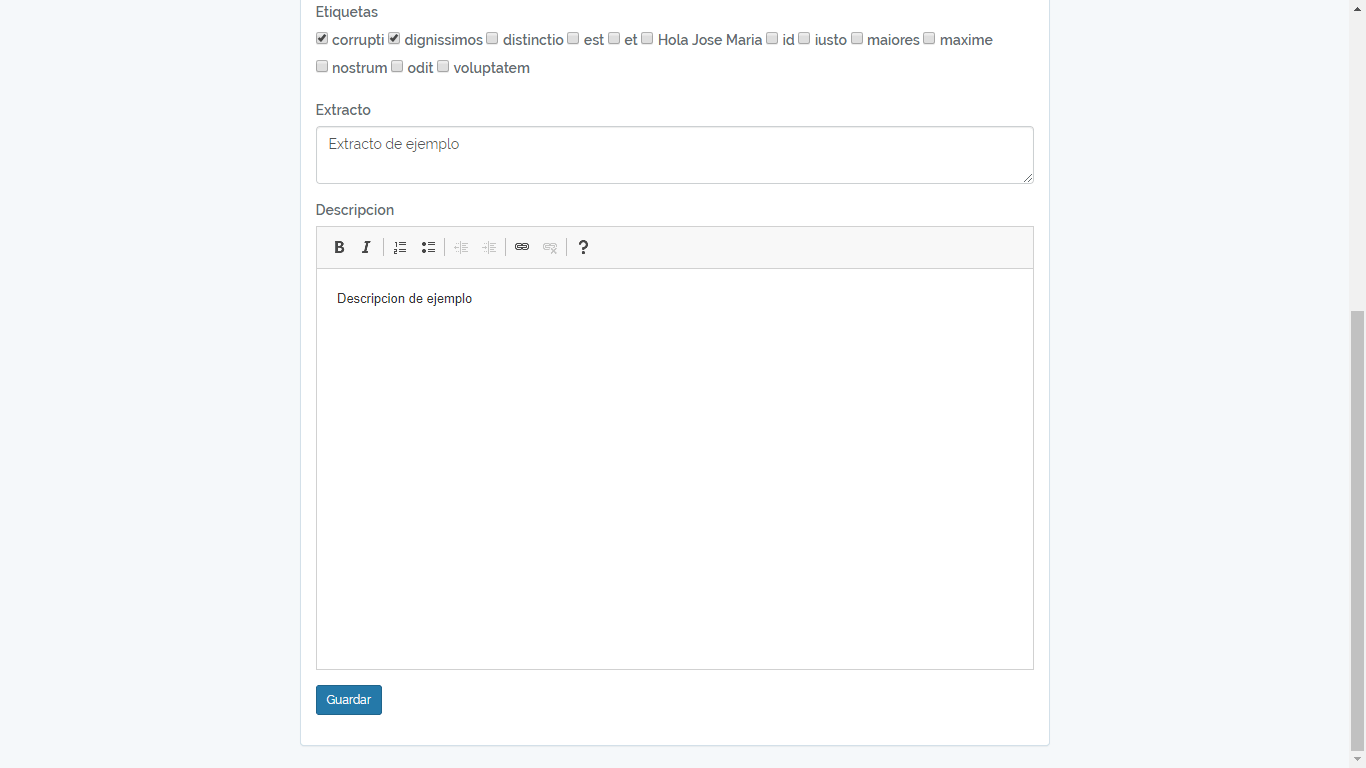 Etiquetas
corrupti dignissimos distinctio est et Hola Jose Maria id iusto maiores maxime
nostrum odit voluptatem
Extracto
Extracto de ejemplo
Descripcion
B I ?
Descripcion de ejemplo
Guardar